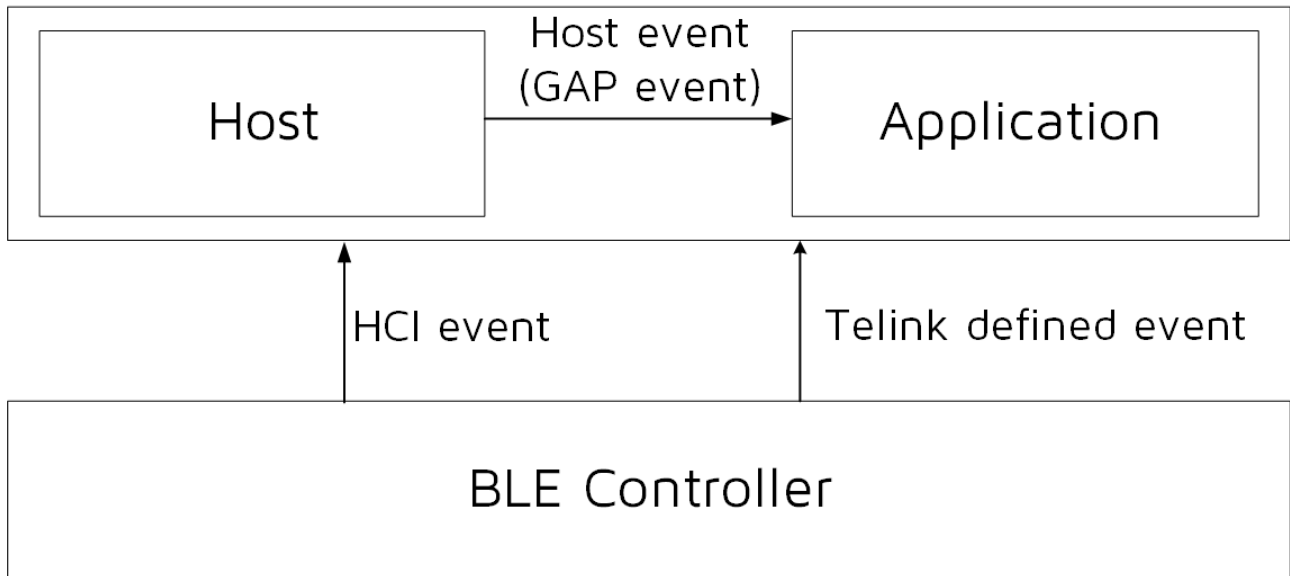 Host event
(GAP event)
Host
Application
HCI event
Telink defined event
BLE Controller